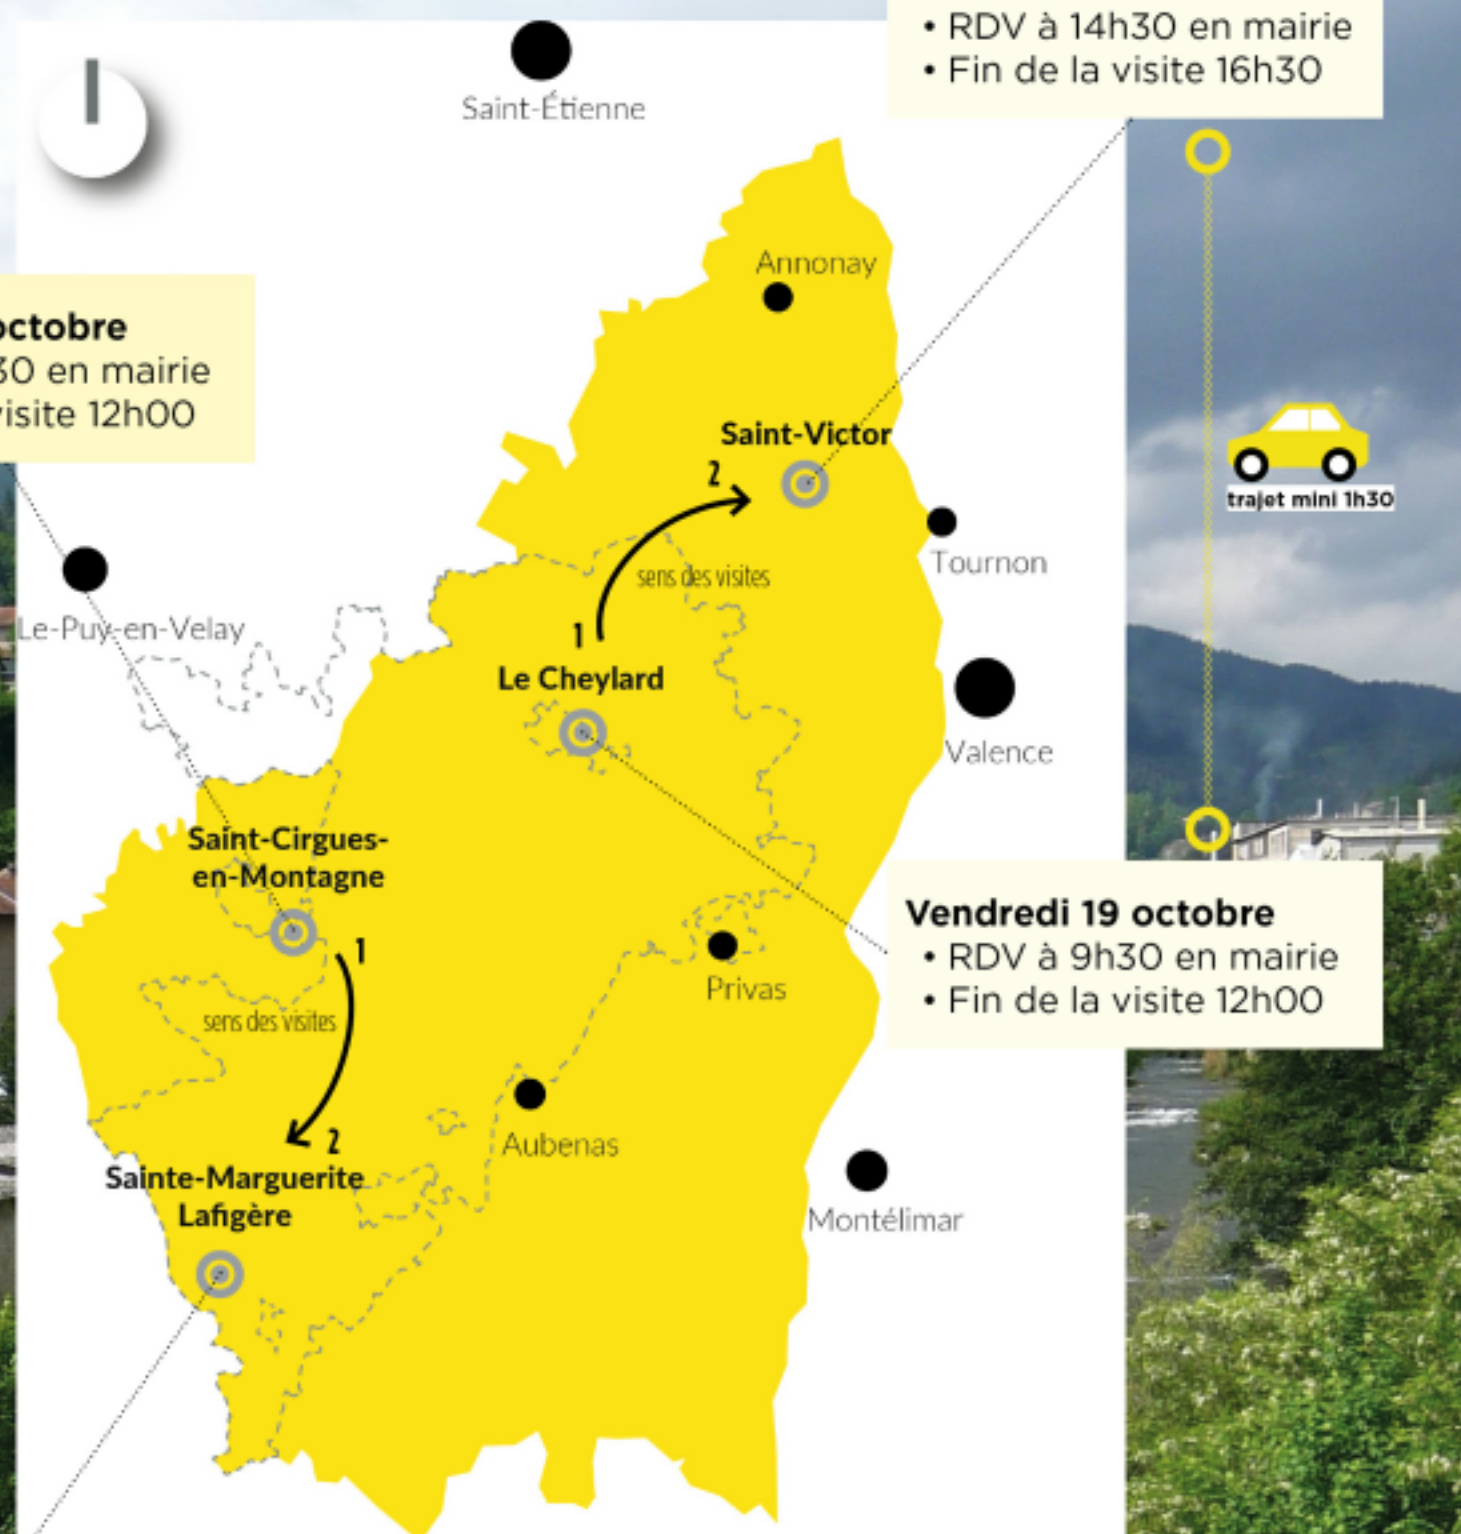 • RDV à 14h30 en mairie
• Fin de la visite 16h30
Saint-Étienne
Annonay
octobre
30 en mairie
visite 12h00
Saint-Victor
2
trajet mini 1h30
Tournon
sens des visites
Le-Puy-en-Velay
1
Le Cheylard
Valence
Saint-Cirgues-
en-Montagne
Vendredi 19 octobre
• RDV à 9h30 en mairie
• Fin de la visite 12h00
1
Privas
sens des visites
2
Aubenas
Sainte-Marguerite
Lafigère
Montélimar